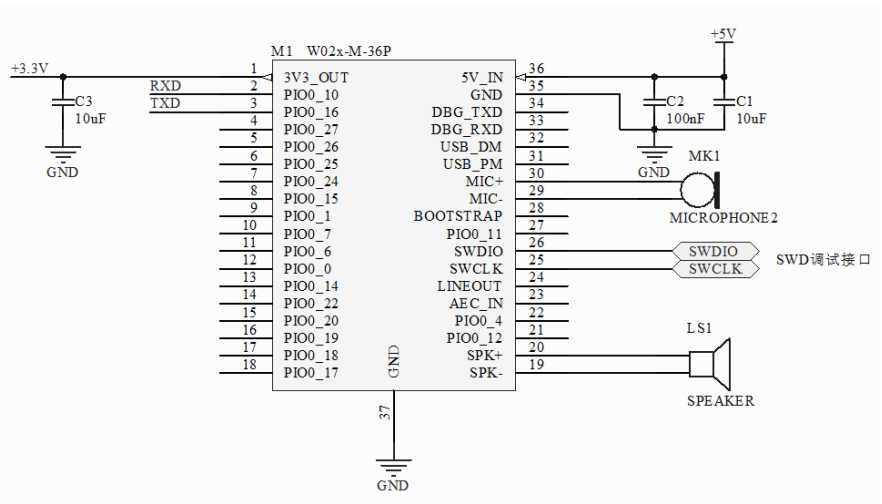 +5V
M1 W02x-M-36P
+3.3V 1 3V3_OUT 5V_IN 36
RXD 2 PIO0_10 GND 35
TXD 3 PIO0_16 DBG_TXD 34
C3 10uF
C2 100nF
C1 10uF
4 PIO0_27 DBG_RXD 33
5 PIO0_26 USB_DM 32
6 PIO0_25 USB_PM 31
GND
GND
MK1
7 PIO0_24 MIC+ 30
8 PIO0_15 MIC- 29
MICROPHONE2
9 PIO0_1 BOOTSTRAP 28
10 PIO0_7 PIO0_11 27
11 PIO0_6 SWDIO 26 SWDIO
12 PIO0_0 SWCLK 25 SWCLK
SWD调试接口
13 PIO0_14 LINEOUT 24
14 PIO0_22 AEC_IN 23
15 PIO0_20 PIO0_4 22
16 PIO0_19 PIO0_12 21
LS1
17 PIO0_18 SPK+ 20
18 PIO0_17 SPK- 19
GND
SPEAKER
37
GND